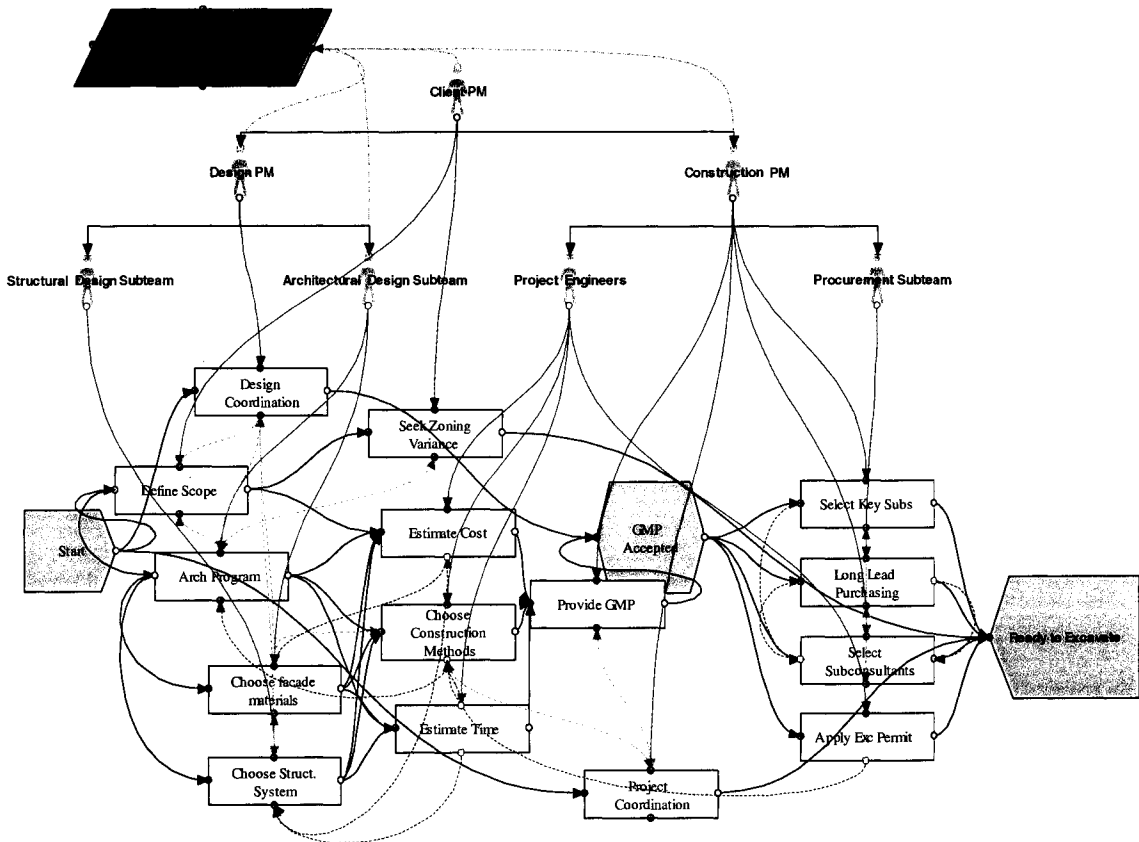 Client PM
Design PM
Construction PM
Structural Design Subteam
Architectural Design Subteam
Project Engineers
Procurement Subteam
Design
Coordination
Seek Zoning
Variance
Define Scope
Select Key Subs
Start
Estimate Cost
GMP
Accepted
Arch Program
Long Lead
Purchasing
Provide GMP
Choose
Construction
Methods
Ready to Excavate
Select
Subconsultants
Choose facade
materials
Estimate Time
Apply Exc Permit
Choose Struct.
System
Project
Coordination